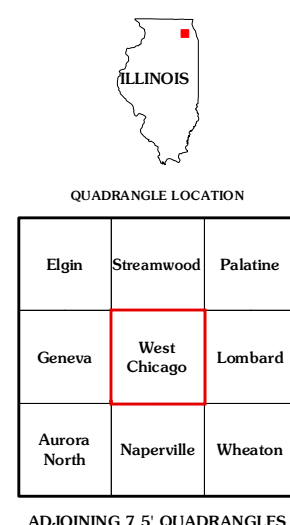 ILLINOIS
QUADRANGLE LOCATION
Elgin Streamwood Palatine
Geneva West Chicago Lombard
Aurora North Naperville Wheaton
ADJOINING 7.5' QUADRANGLES